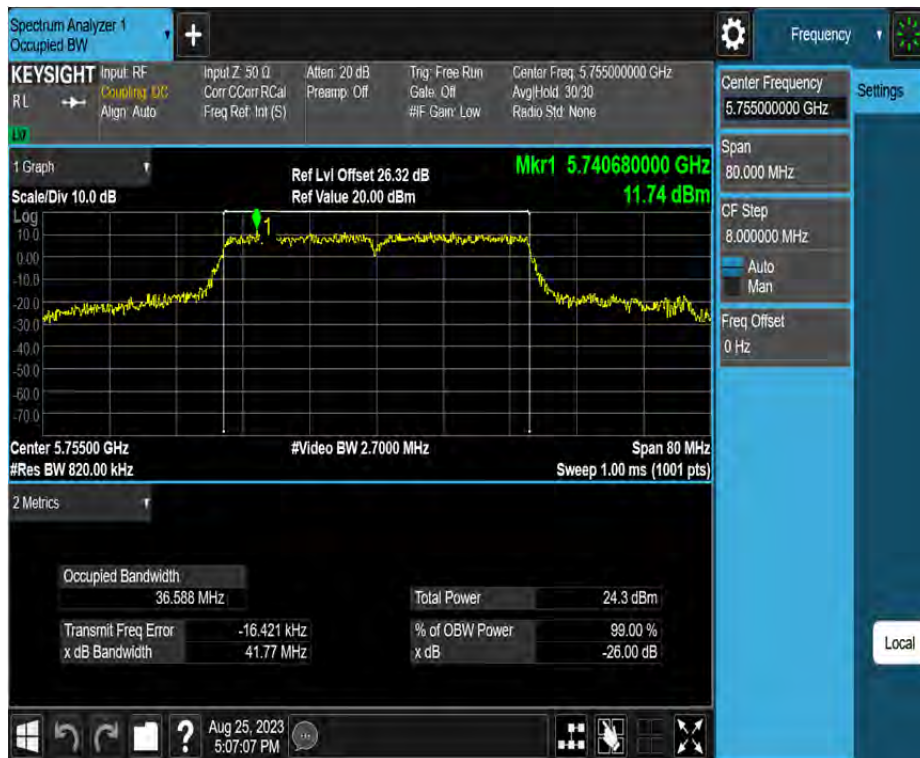 Spectrum Analyzer 1
Occupied BW
+
Frequency
KEYSIGHT
RL
LXI
Input: RF
Coupling: DC
Align: Auto
Input Z: 50 Ω
Corr CCorr RCal
Freq Ref: Int (S)
Atten: 20 dB
Preamp: Off
Trig: Free Run
Gate: Off
#IF Gain: Low
Center Freq: 5.755000000 GHz
Avg|Hold: 30/30
Radio Std: None
Center Frequency
5.755000000 GHz
Settings
Span
80.000 MHz
CF Step
8.000000 MHz
Auto
Man
Freq Offset
0 Hz
1 Graph
Scale/Div 10.0 dB
Ref Lvl Offset 26.32 dB
Ref Value 20.00 dBm
Mkr1 5.740680000 GHz
11.74 dBm
Log
10.0
0.00
-10.0
-20.0
-30.0
-40.0
-50.0
-60.0
-70.0
1
Center 5.75500 GHz
#Res BW 820.00 kHz
#Video BW 2.7000 MHz
Span 80 MHz
Sweep 1.00 ms (1001 pts)
2 Metrics
Occupied Bandwidth
36.588 MHz
Transmit Freq Error -16.421 kHz
x dB Bandwidth 41.77 MHz
Total Power 24.3 dBm
% of OBW Power 99.00 %
x dB -26.00 dB
Local
?
Aug 25, 2023
5:07:07 PM